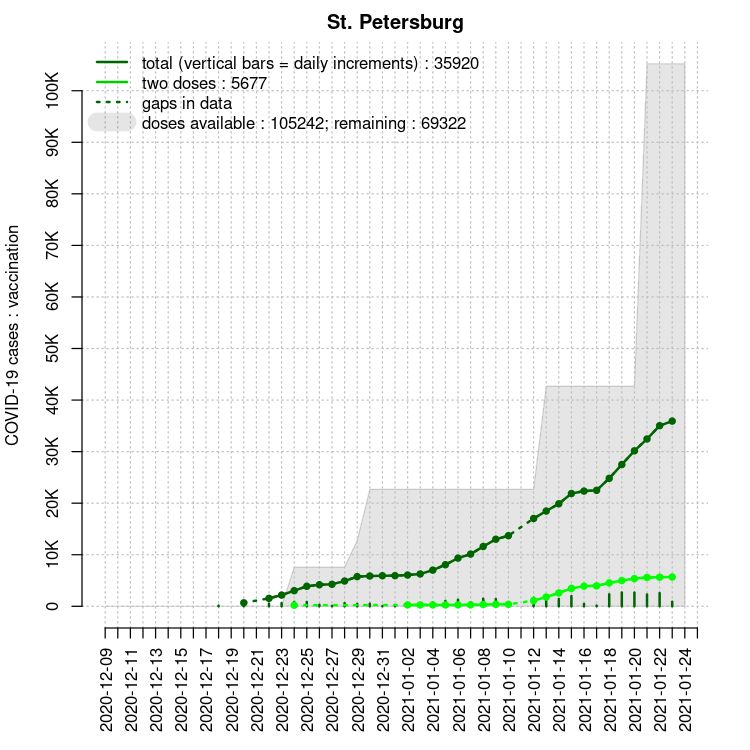 St. Petersburg
total (vertical bars = daily increments) : 35920
two doses : 5677
gaps in data
doses available : 105242; remaining : 69322
COVID-19 cases : vaccination
100K
90K
80K
70K
60K
50K
40K
30K
20K
10K
0
2020-12-09
2020-12-11
2020-12-13
2020-12-15
2020-12-17
2020-12-19
2020-12-21
2020-12-23
2020-12-25
2020-12-27
2020-12-29
2020-12-31
2021-01-02
2021-01-04
2021-01-06
2021-01-08
2021-01-10
2021-01-12
2021-01-14
2021-01-16
2021-01-18
2021-01-20
2021-01-22
2021-01-24